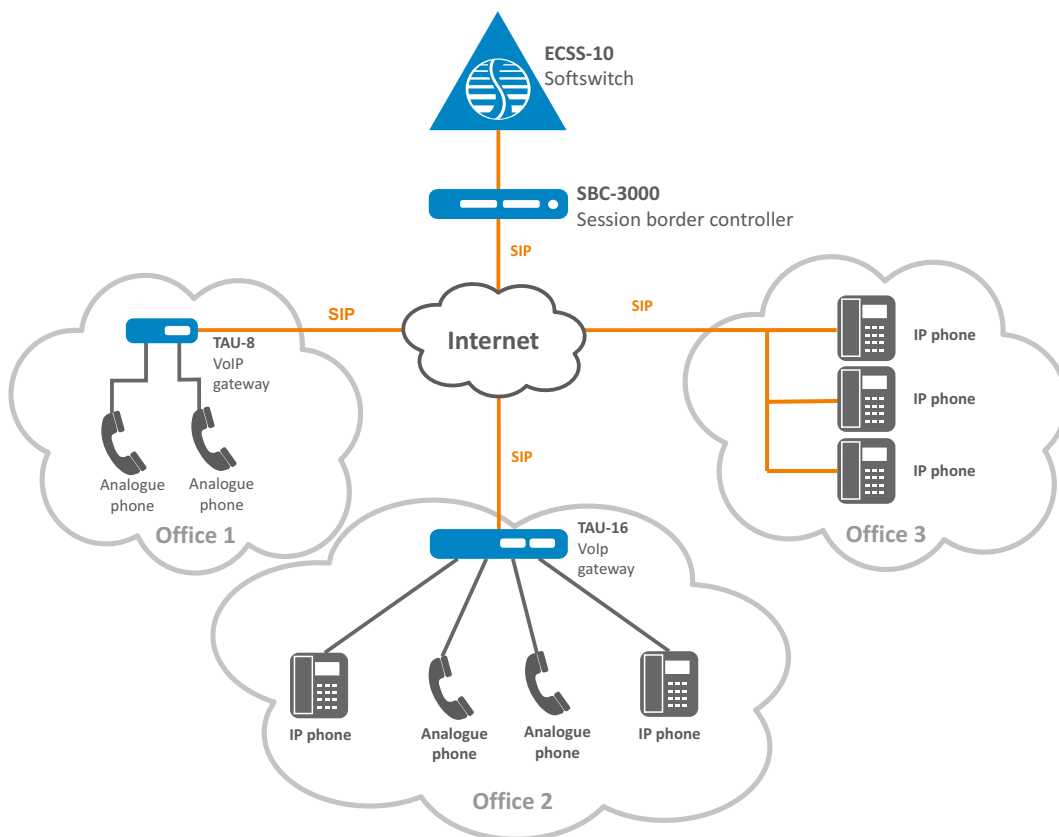 ECSS-10
Softswitch
SBC-3000
Session border controller
SIP
SIP
SIP
Internet
TAU-8
VoIP
gateway
Analogue
phone
Analogue
phone
Office 1
IP phone
IP phone
IP phone
Office 3
SIP
TAU-16
VoIp
gateway
IP phone
Analogue
phone
Analogue
phone
IP phone
Office 2